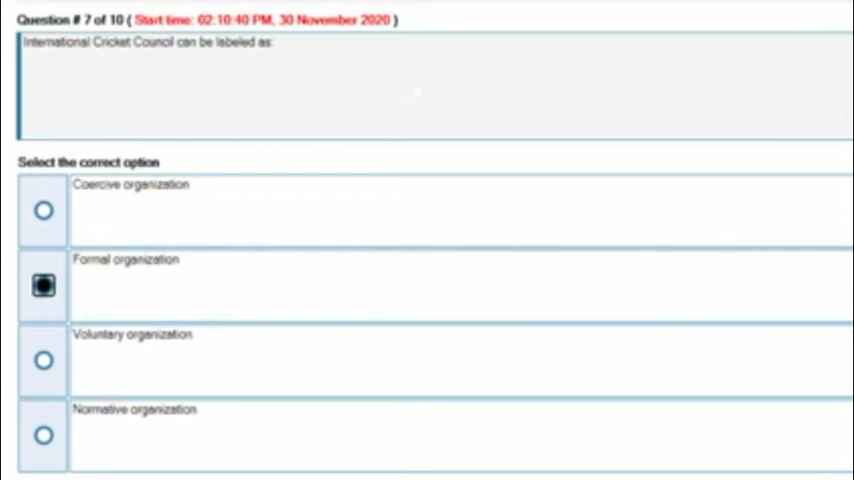 Question # 7 of 10 ( Start time: 02:10:40 PM, 30 November 2020 )
International Cricket Council can be labeled as:
Select the correct option
Coercive organization
Formal organization
Voluntary organization
Normative organization